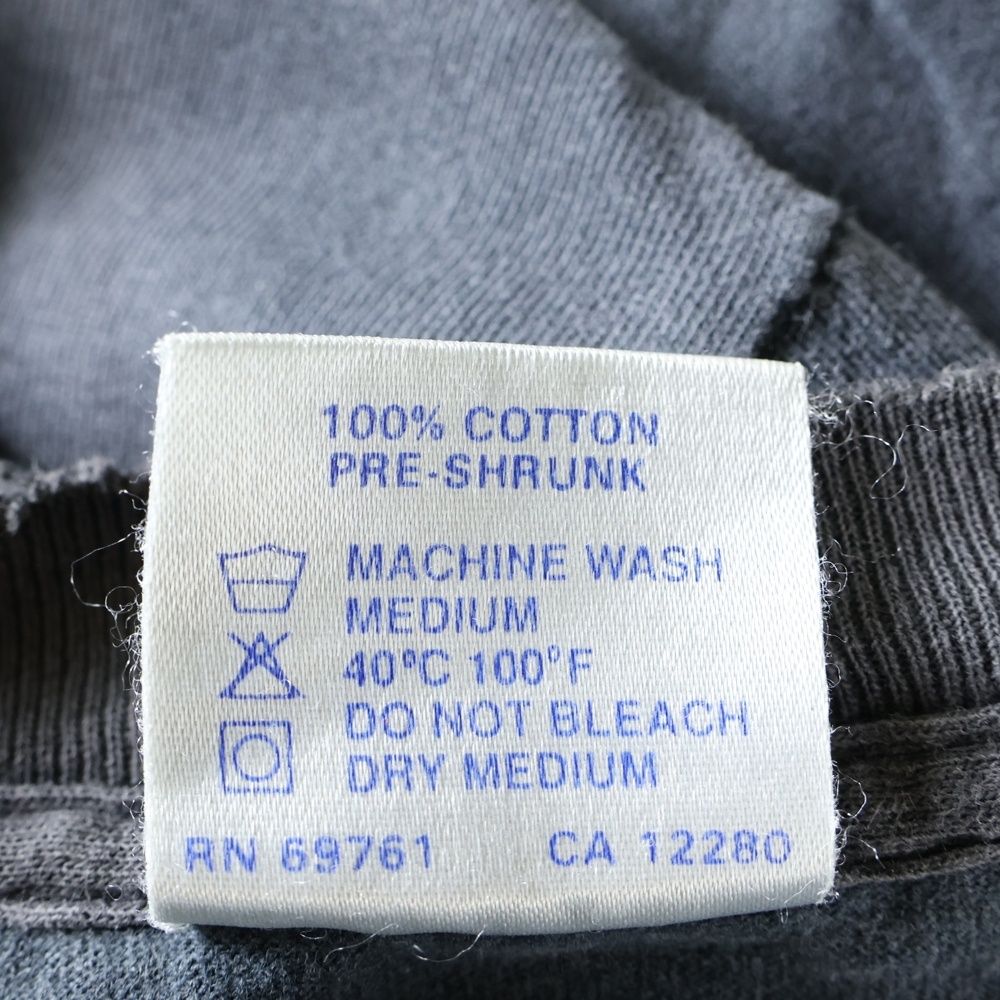 100% COTTON
PRE-SHRUNK
MACHINE WASH
MEDIUM
40°C 100°F
DO NOT BLEACH
DRY MEDIUM
RN 69761 CA 12280